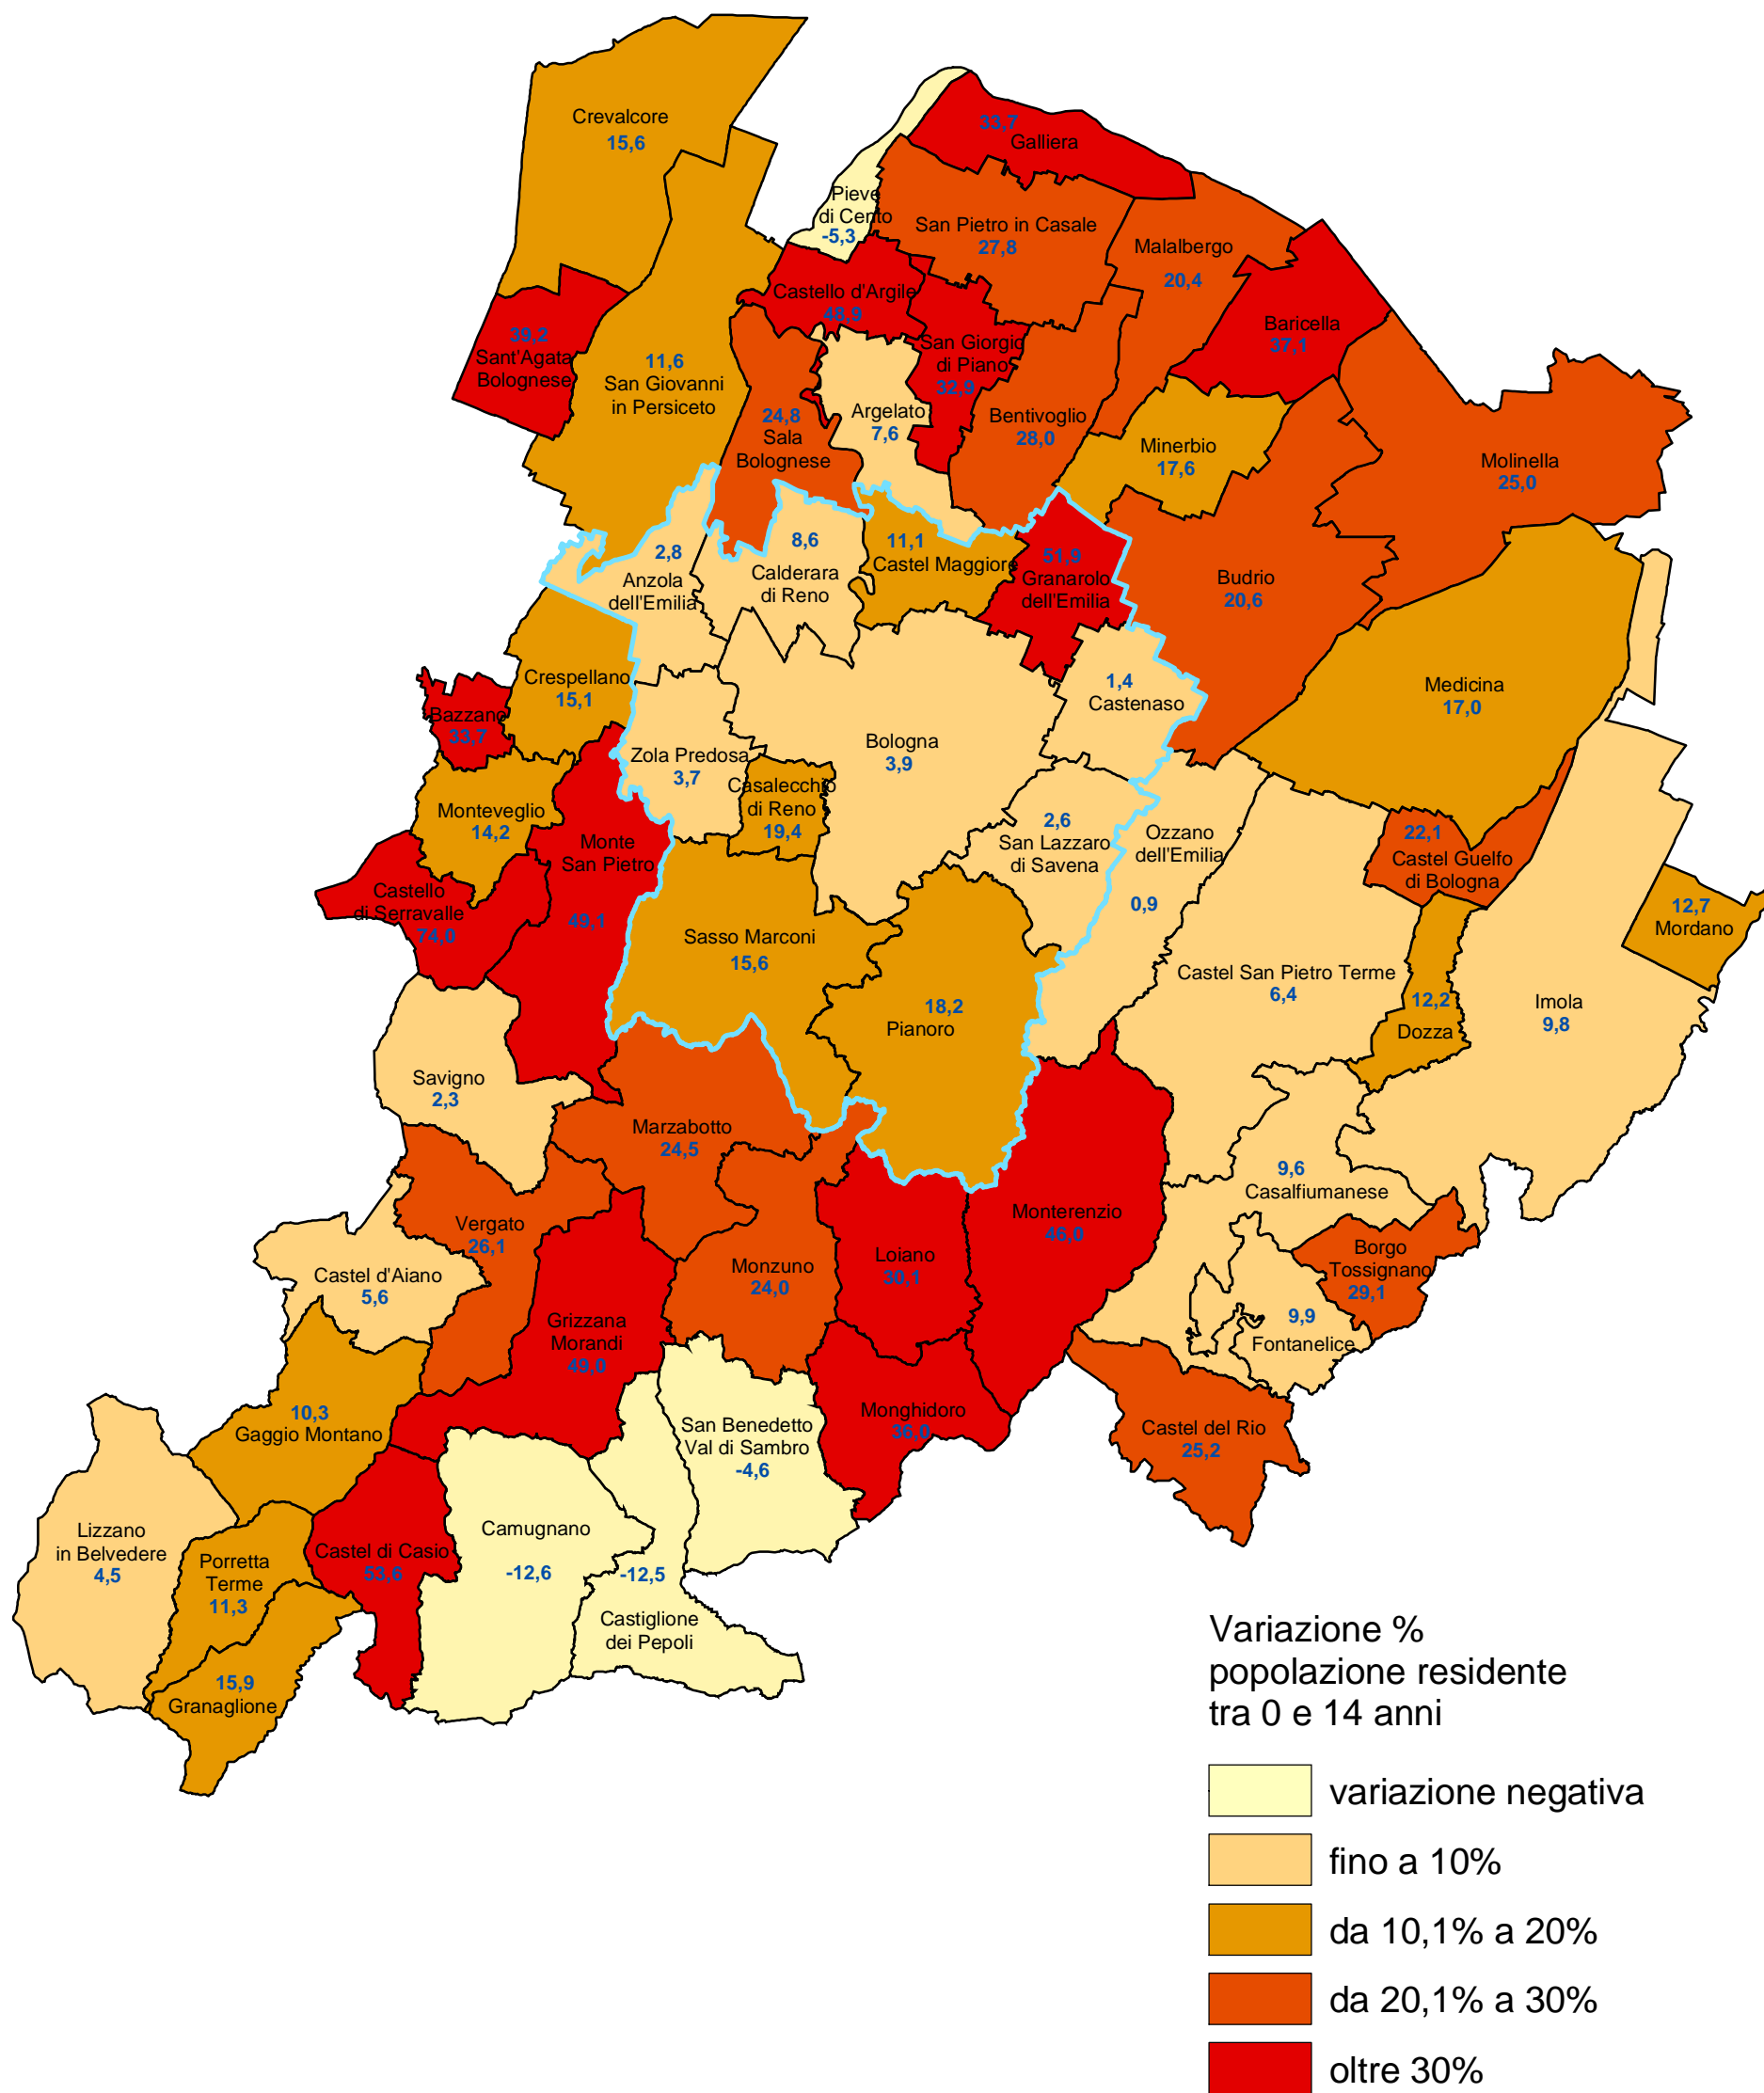 Crevalcore
15,6
33,7
Galliera
Pieve
di Cento
-5,3
San Pietro in Casale
27,8
Malalbergo
20,4
Castello d'Argile
48,9
Baricella
37,1
39,2
Sant'Agata
Bolognese
11,6
San Giovanni
in Persiceto
San Giorgio
di Piano
32,9
24,8
Sala
Bolognese
Argelato
7,6
Bentivoglio
28,0
Minerbio
17,6
Molinella
25,0
2,8
Anzola
dell'Emilia
8,6
Calderara
di Reno
11,1
Castel Maggiore
51,9
Granarolo
dell'Emilia
Budrio
20,6
Crespellano
15,1
1,4
Castenaso
Medicina
17,0
Bazzano
33,7
Zola Predosa
3,7
Bologna
3,9
Casalecchio
di Reno
19,4
Monteveglio
14,2
Monte
San Pietro
49,1
2,6
San Lazzaro
di Savena
Ozzano
dell'Emilia
0,9
22,1
Castel Guelfo
di Bologna
Castello
di Serravalle
74,0
12,7
Mordano
Sasso Marconi
15,6
18,2
Pianoro
Castel San Pietro Terme
6,4
12,2
Dozza
Imola
9,8
Savigno
2,3
Marzabotto
24,5
9,6
Casalfiumanese
Vergato
26,1
Monterenzio
46,0
Castel d'Aiano
5,6
Monzuno
24,0
Loiano
30,1
Borgo
Tossignano
29,1
Grizzana
Morandi
49,0
9,9
Fontanelice
10,3
Gaggio Montano
San Benedetto
Val di Sambro
-4,6
Monghidoro
36,0
Castel del Rio
25,2
Lizzano
in Belvedere
4,5
Porretta
Terme
11,3
Castel di Casio
53,6
Camugnano
-12,6
-12,5
Castiglione
dei Pepoli
15,9
Granaglione
Variazione %
popolazione residente
tra 0 e 14 anni
variazione negativa
fino a 10%
da 10,1% a 20%
da 20,1% a 30%
oltre 30%